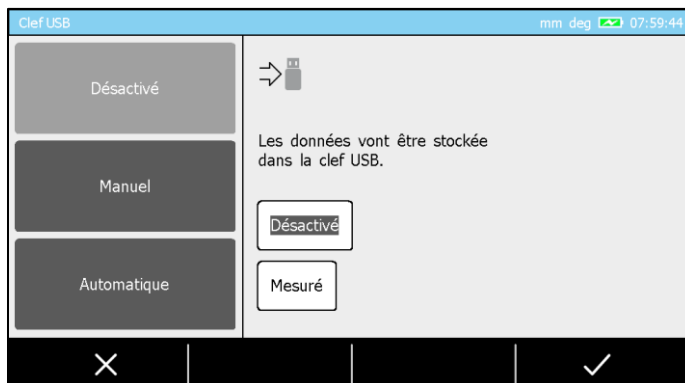 Clef USB
mm deg 07:59:44
Désactivé
Manuel
Automatique
Les données vont être stockée
dans la clef USB.
Désactivé
Mesuré